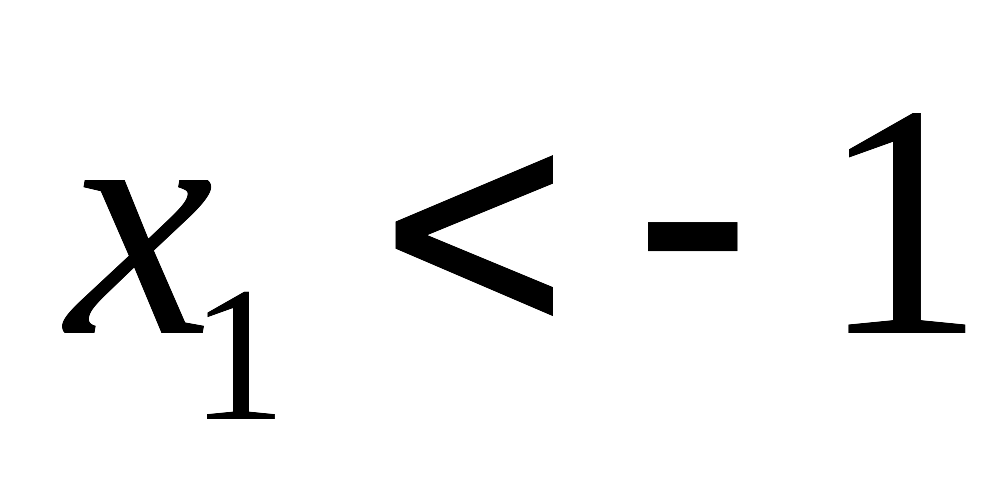 x₁ < - 1